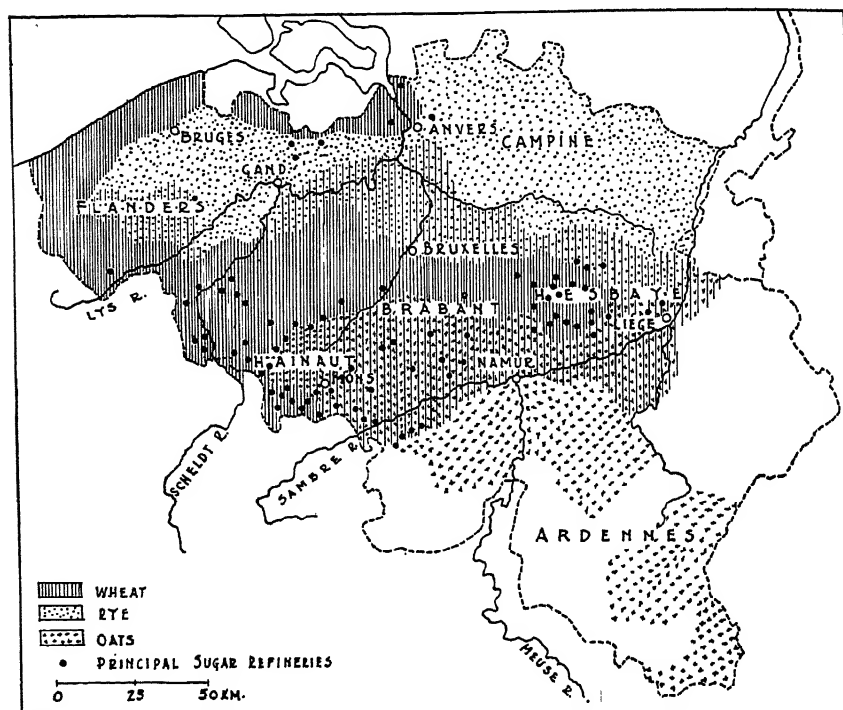 BRUGES
ANVERS
CAMPINE
GAND
FLANDERS
BRUXELLES
LYS R.
HESBAYE
BRABANT
LIÈGE
HAINAUT
NAMUR
MONS
SCHELDT R.
SAMBRE R.
ARDENNES
MEUSE R.
WHEAT
RYE
OATS
PRINCIPAL SUGAR REFINERIES
0 25 50 KM.